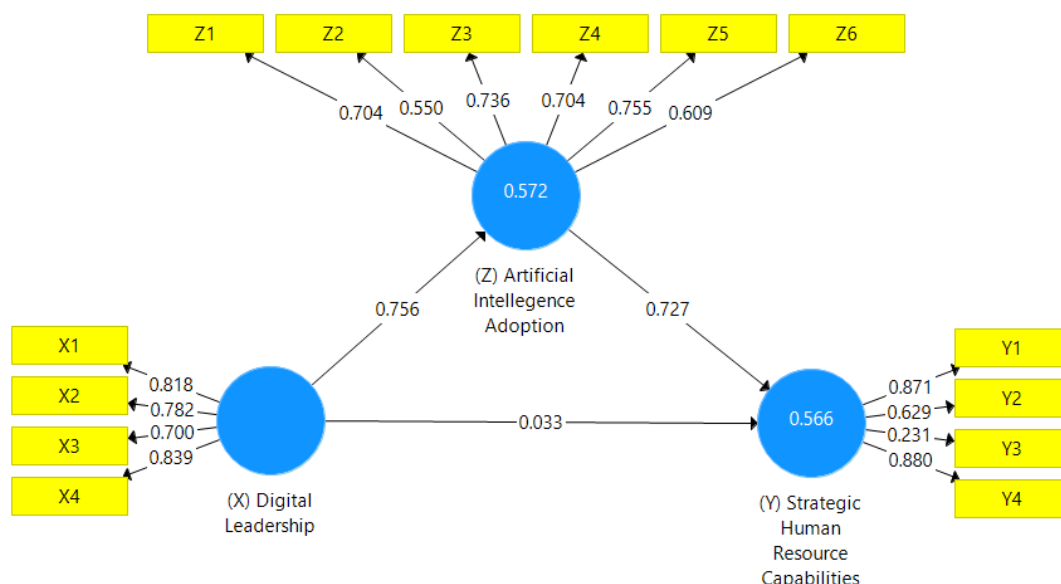 Z1
Z2
Z3
Z4
Z5
Z6
0.704
0.550
0.736
0.704
0.755
0.609
0.572
(Z) Artificial
Intellegence
Adoption
0.756
0.727
X1
X2
X3
X4
0.818
0.782
0.700
0.839
(X) Digital
Leadership
0.033
0.566
(Y) Strategic
Human
Resource
Capabilities
0.871
0.629
0.231
0.880
Y1
Y2
Y3
Y4